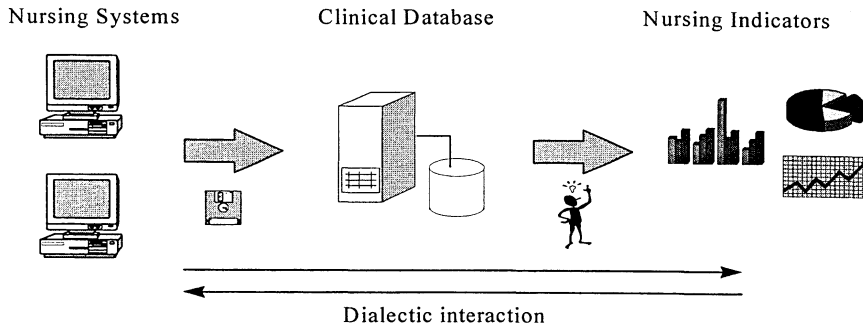 Nursing Systems
Clinical Database
Nursing Indicators
Dialectic interaction